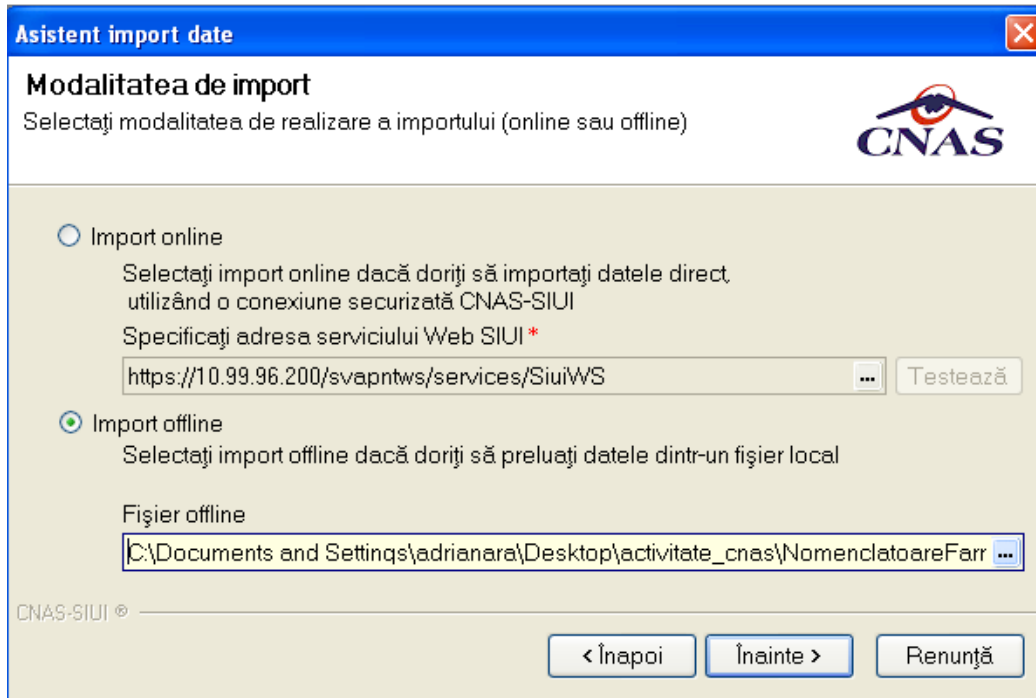 Asistent import date
Modalitatea de import
Selectaţi modalitatea de realizare a importului (online sau offline)
CNAS
Import online
Selectaţi import online dacă doriţi să importaţi datele direct,
utilizând o conexiune securizată CNAS-SIUI
Specificaţi adresa serviciului Web SIUI *
https://10.99.96.200/svapntws/services/SiuiWS ... Testează
Import offline
Selectaţi import offline dacă doriţi să preluaţi datele dintr-un fişier local
Fişier offline
C:\Documents and Settings\adrianara\Desktop\activitate_cnas\NomenclatoareFarr ...
CNAS-SIUI ®
< Înapoi Înainte > Renunţă